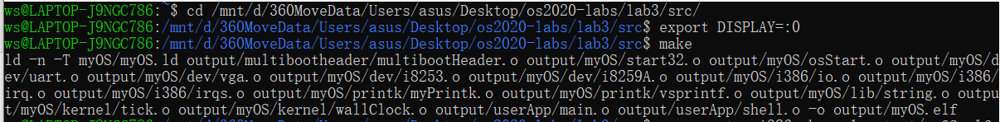 ws@LAPTOP-J9NGC786:~$ cd /mnt/d/360MoveData/Users/asus/Desktop/os2020-labs/lab3/src/
ws@LAPTOP-J9NGC786:/mnt/d/360MoveData/Users/asus/Desktop/os2020-labs/lab3/src$ export DISPLAY=:0
ws@LAPTOP-J9NGC786:/mnt/d/360MoveData/Users/asus/Desktop/os2020-labs/lab3/src$ make
ld -n -T myOS/myOS.ld output/multibootheader/multibootHeader.o output/myOS/start32.o output/myOS/osStart.o output/myOS/d
ev/uart.o output/myOS/dev/vga.o output/myOS/dev/i8253.o output/myOS/dev/i8259A.o output/myOS/i386/io.o output/myOS/i386/
irq.o output/myOS/i386/irqs.o output/myOS/printk/myPrintk.o output/myOS/printk/vsprintf.o output/myOS/lib/string.o outpu
t/myOS/kernel/tick.o output/myOS/kernel/wallClock.o output/userApp/main.o output/userApp/shell.o -o output/myOS.elf